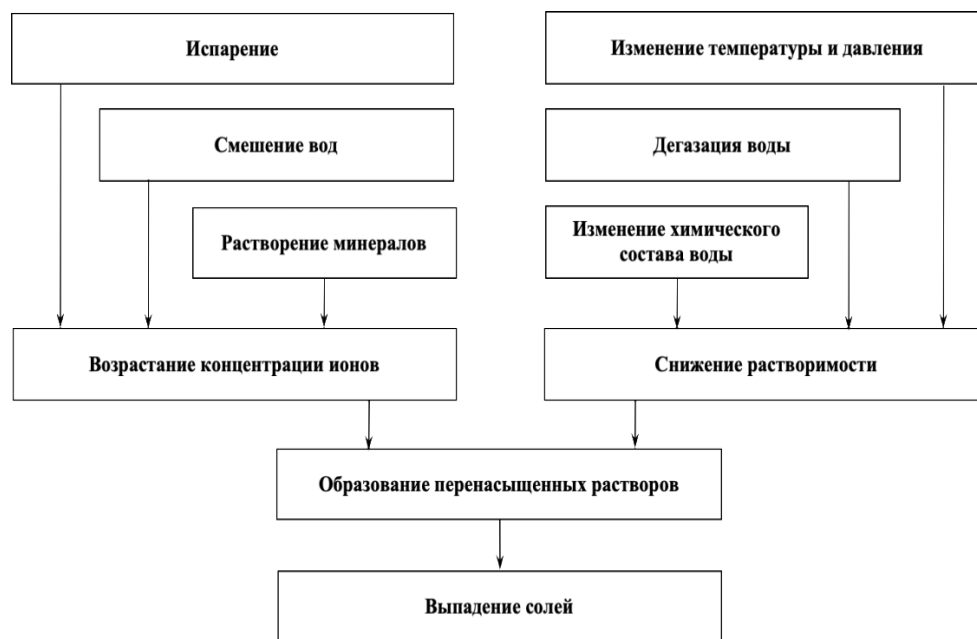 Испарение
Изменение температуры и давления
Смешение вод
Дегазация воды
Растворение минералов
Изменение химического
состава воды
Возрастание концентрации ионов
Снижение растворимости
Образование перенасыщенных растворов
Выпадение солей